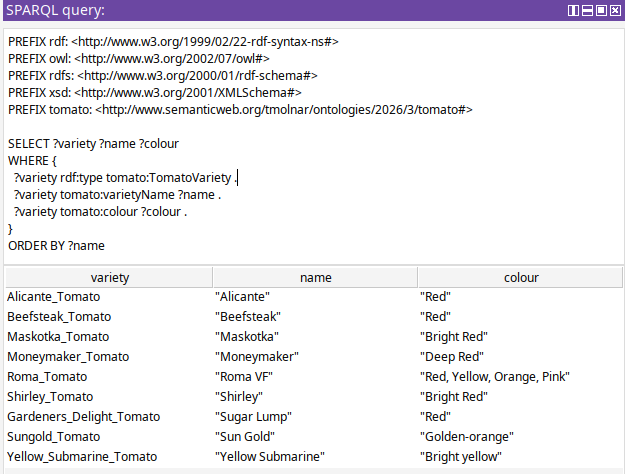 SPARQL query:
PREFIX rdf: <http://www.w3.org/1999/02/22-rdf-syntax-ns#>
PREFIX owl: <http://www.w3.org/2002/07/owl#>
PREFIX rdfs: <http://www.w3.org/2000/01/rdf-schema#>
PREFIX xsd: <http://www.w3.org/2001/XMLSchema#>
PREFIX tomato: <http://www.semanticweb.org/tmolnar/ontologies/2026/3/tomato#>
SELECT ?variety ?name ?colour
WHERE {
?variety rdf:type tomato:TomatoVariety .
?variety tomato:varietyName ?name .
?variety tomato:colour ?colour .
}
ORDER BY ?name
variety name colour
Alicante_Tomato "Alicante" "Red"
Beefsteak_Tomato "Beefsteak" "Red"
Maskotka_Tomato "Maskotka" "Bright Red"
Moneymaker_Tomato "Moneymaker" "Deep Red"
Roma_Tomato "Roma VF" "Red, Yellow, Orange, Pink"
Shirley_Tomato "Shirley" "Bright Red"
Gardeners_Delight_Tomato "Sugar Lump" "Red"
Sungold_Tomato "Sun Gold" "Golden-orange"
Yellow_Submarine_Tomato "Yellow Submarine" "Bright yellow"